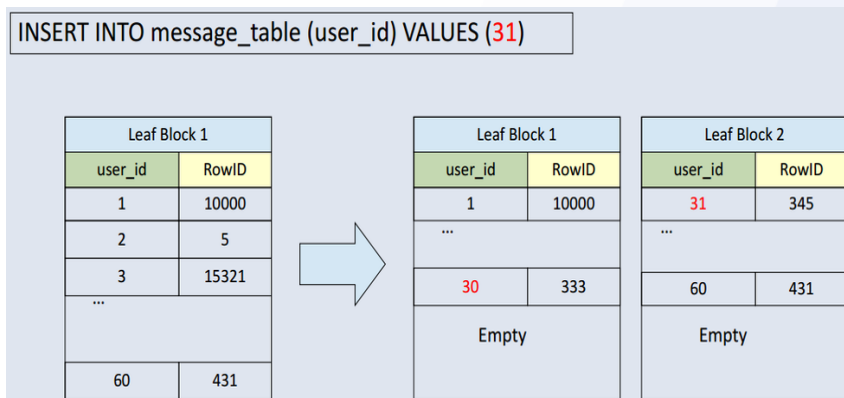 INSERT INTO message_table (user_id) VALUES (31)
Leaf Block 1
user_id RowID
1 10000
2 5
3 15321
...
60 431
Leaf Block 1
user_id RowID
1 10000
...
30 333
Empty
Leaf Block 2
user_id RowID
31 345
...
60 431
Empty